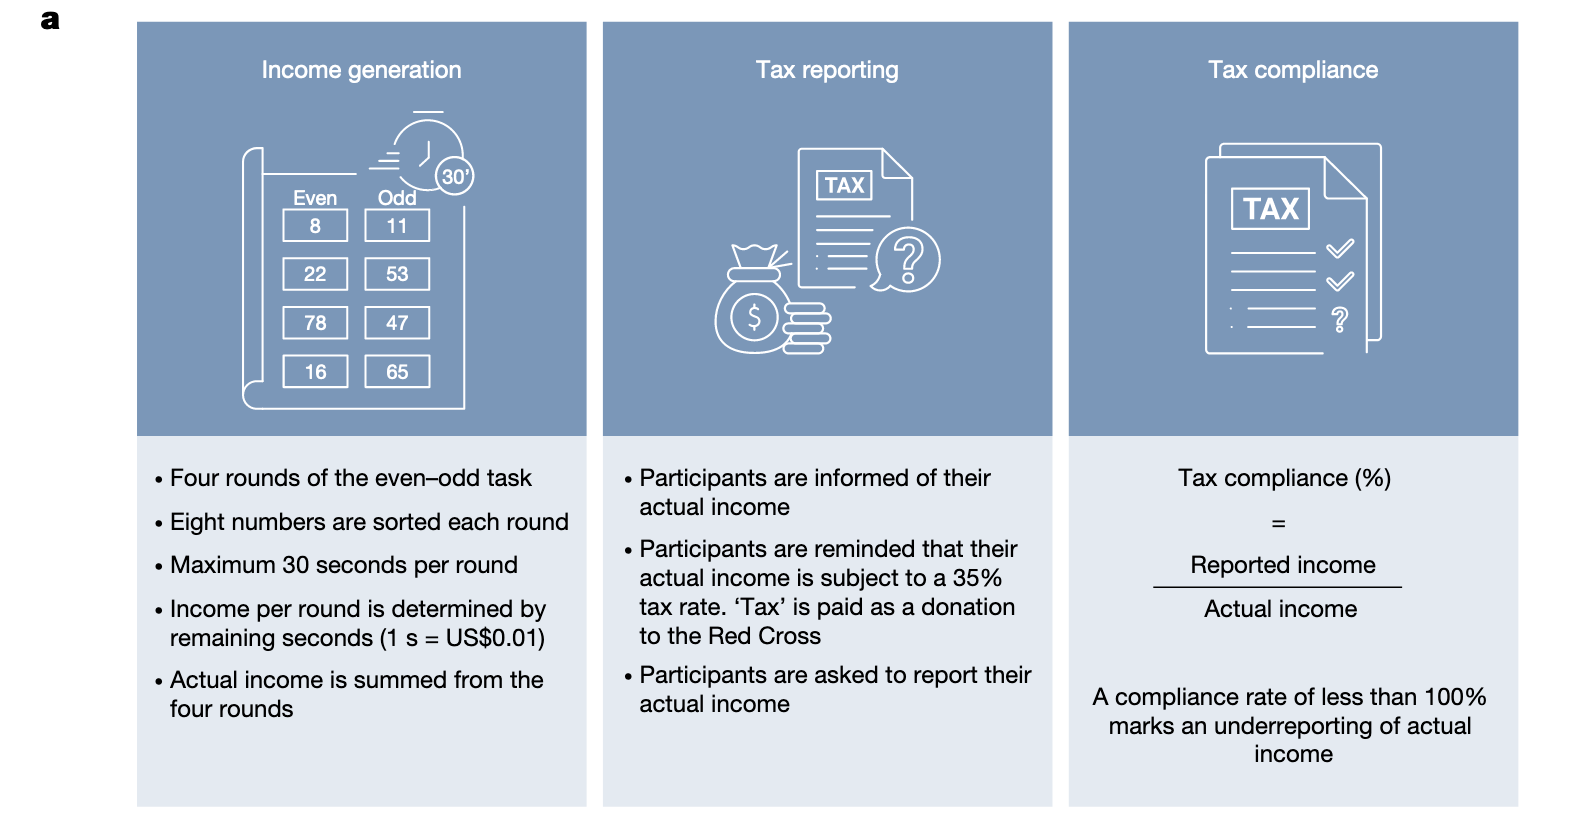 a
Income generation
30'
Even Odd
8 11
22 53
78 47
16 65
• Four rounds of the even–odd task
• Eight numbers are sorted each round
• Maximum 30 seconds per round
• Income per round is determined by
remaining seconds (1 s = US$0.01)
• Actual income is summed from the
four rounds
Tax reporting
TAX
?
$
• Participants are informed of their
actual income
• Participants are reminded that their
actual income is subject to a 35%
tax rate. ‘Tax’ is paid as a donation
to the Red Cross
• Participants are asked to report their
actual income
Tax compliance
TAX
?
Tax compliance (%)
=
Reported income
Actual income
A compliance rate of less than 100%
marks an underreporting of actual
income